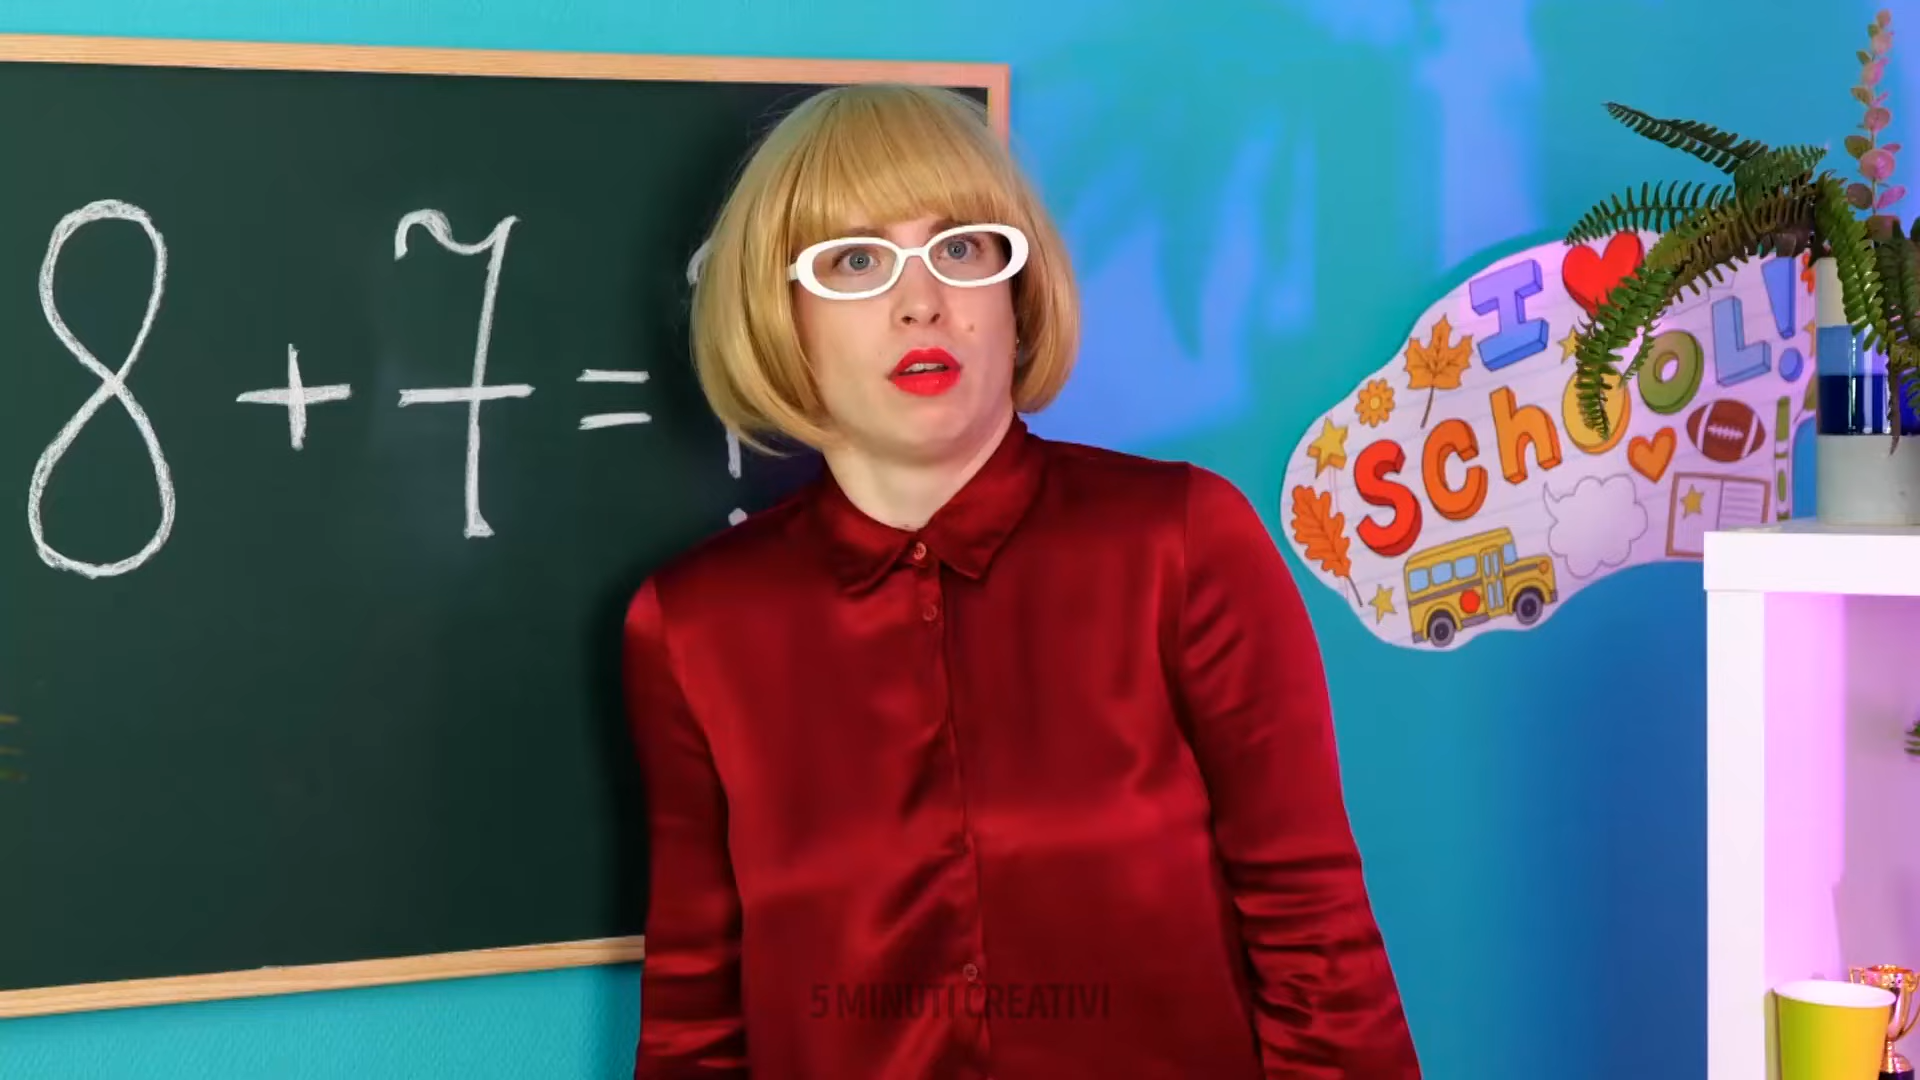 8 + 7 =
I ❤ SchOOL!
5 MINUTI CREATIVI